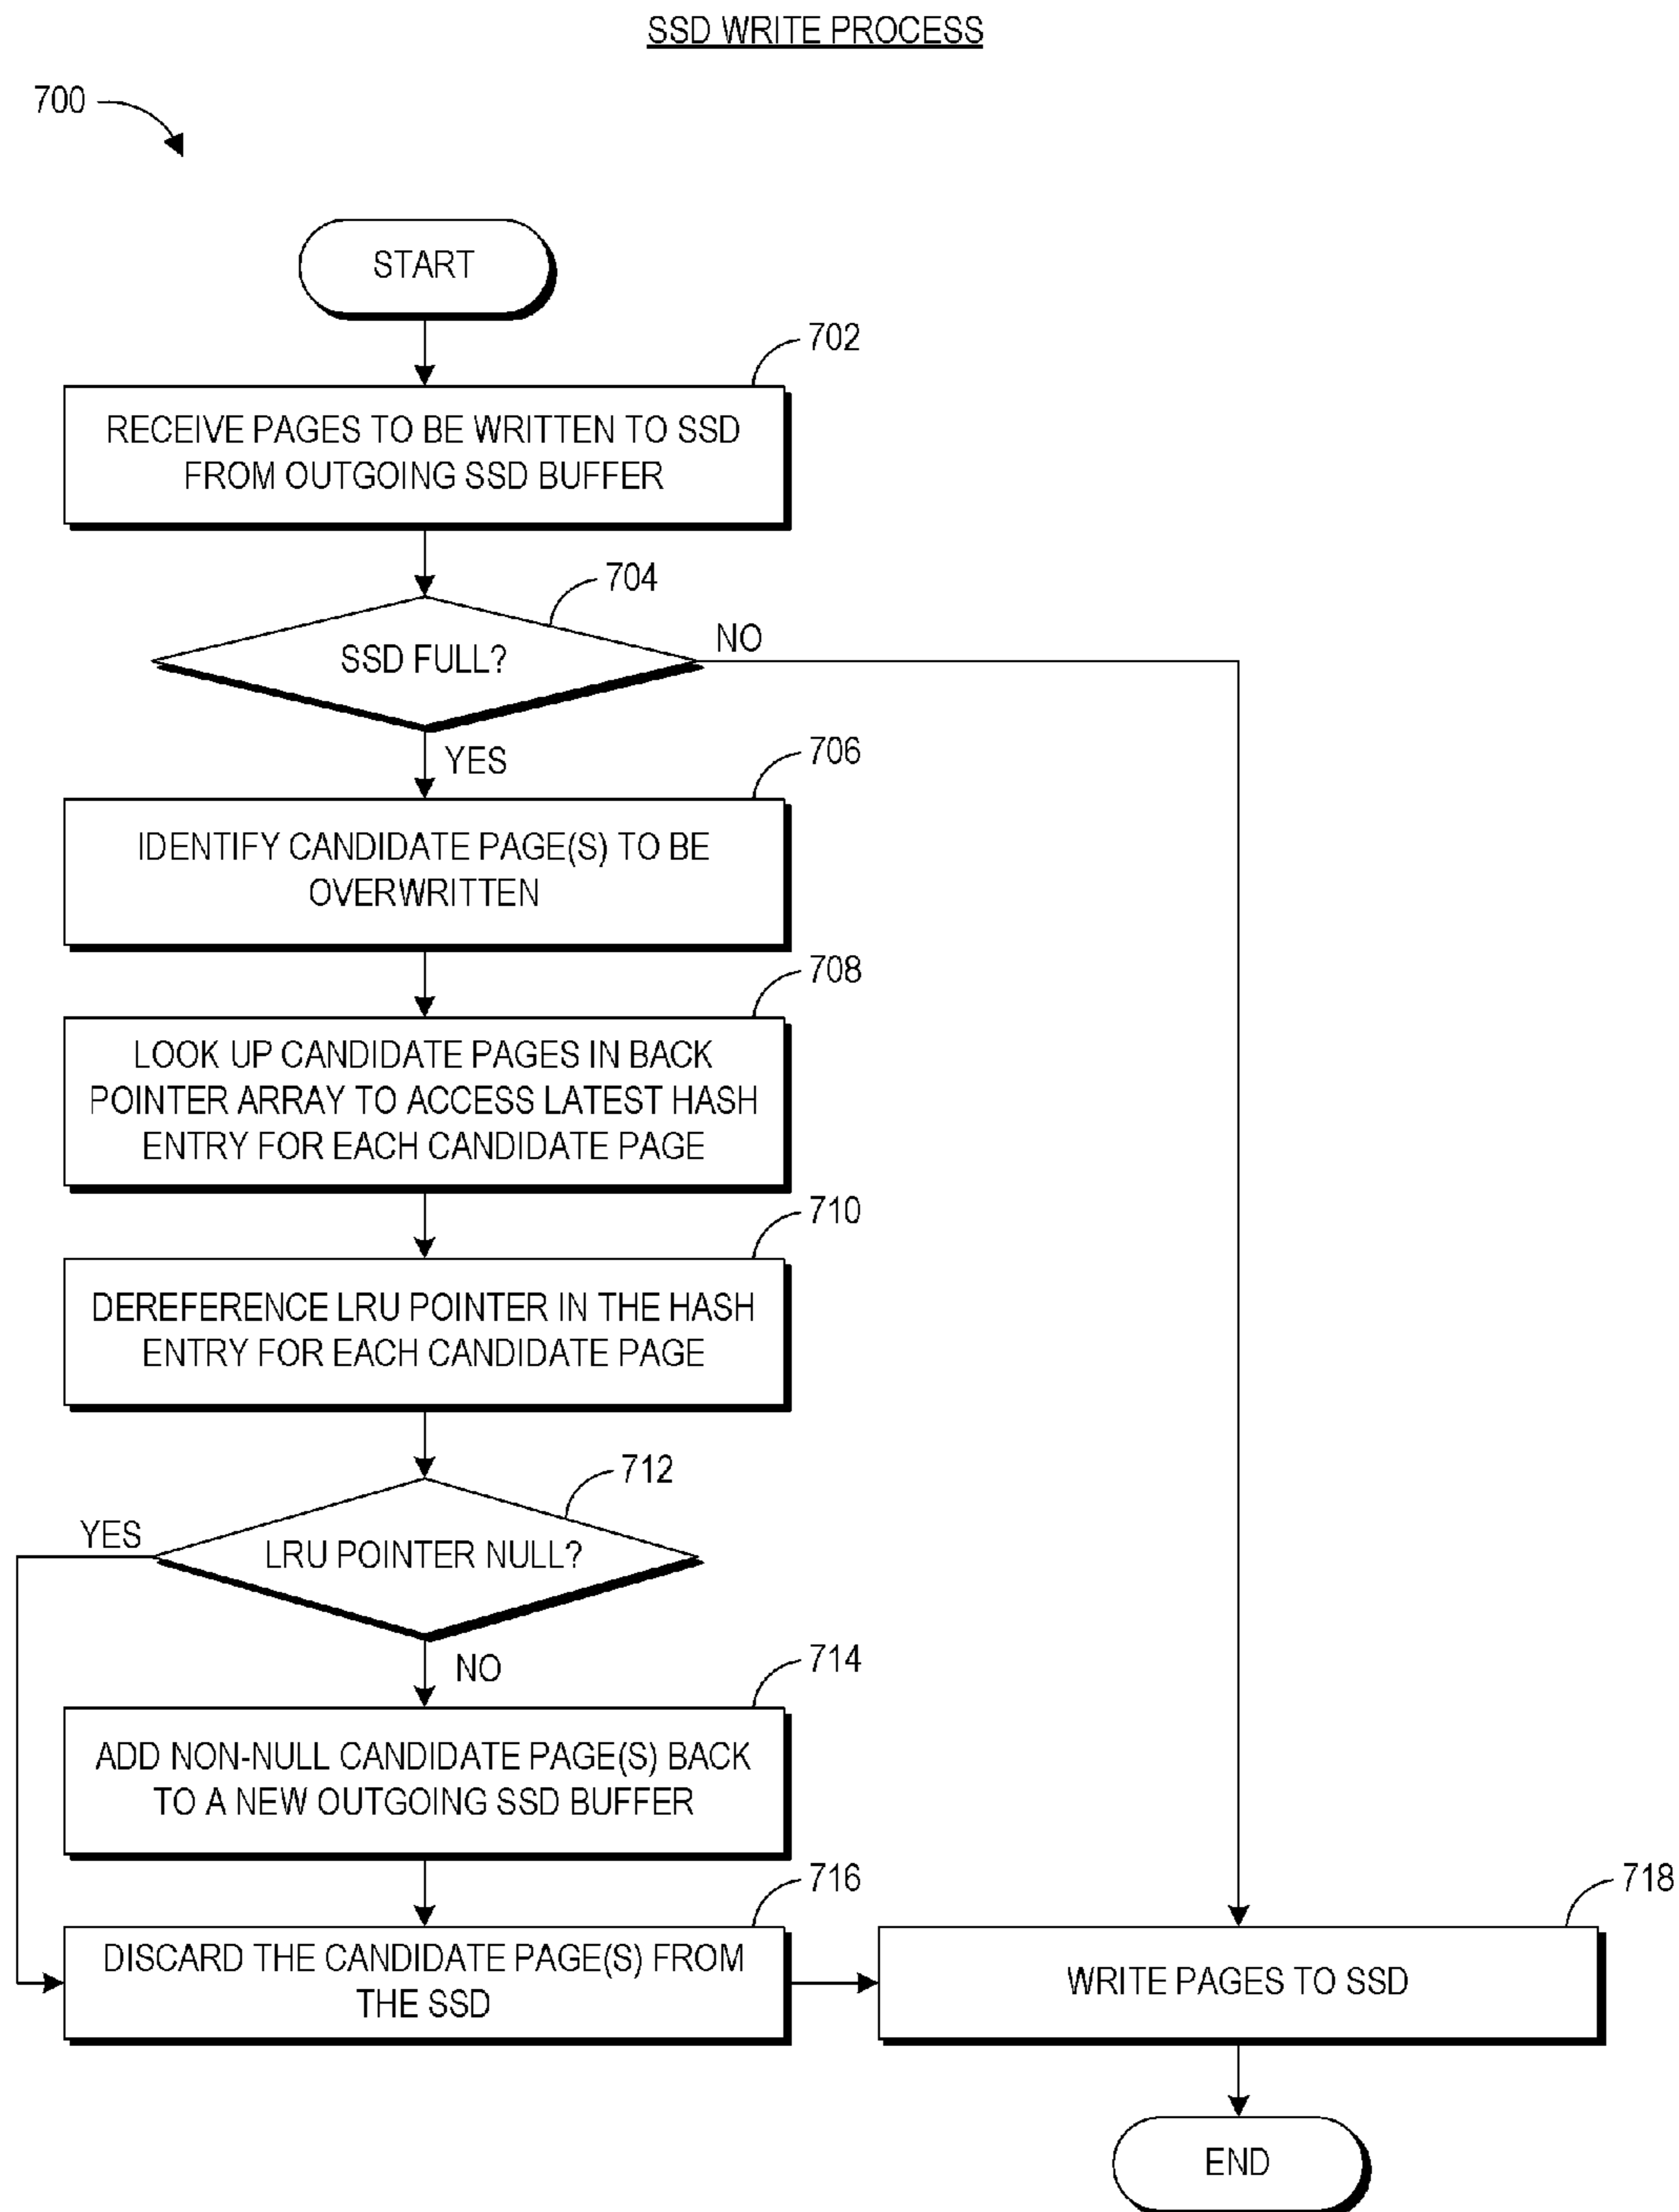 SSD WRITE PROCESS
700
START
702
RECEIVE PAGES TO BE WRITTEN TO SSD
FROM OUTGOING SSD BUFFER
704
SSD FULL?
NO
YES
706
IDENTIFY CANDIDATE PAGE(S) TO BE
OVERWRITTEN
708
LOOK UP CANDIDATE PAGES IN BACK
POINTER ARRAY TO ACCESS LATEST HASH
ENTRY FOR EACH CANDIDATE PAGE
710
DEREFERENCE LRU POINTER IN THE HASH
ENTRY FOR EACH CANDIDATE PAGE
712
YES
LRU POINTER NULL?
NO
714
ADD NON-NULL CANDIDATE PAGE(S) BACK
TO A NEW OUTGOING SSD BUFFER
716
DISCARD THE CANDIDATE PAGE(S) FROM
THE SSD
718
WRITE PAGES TO SSD
END